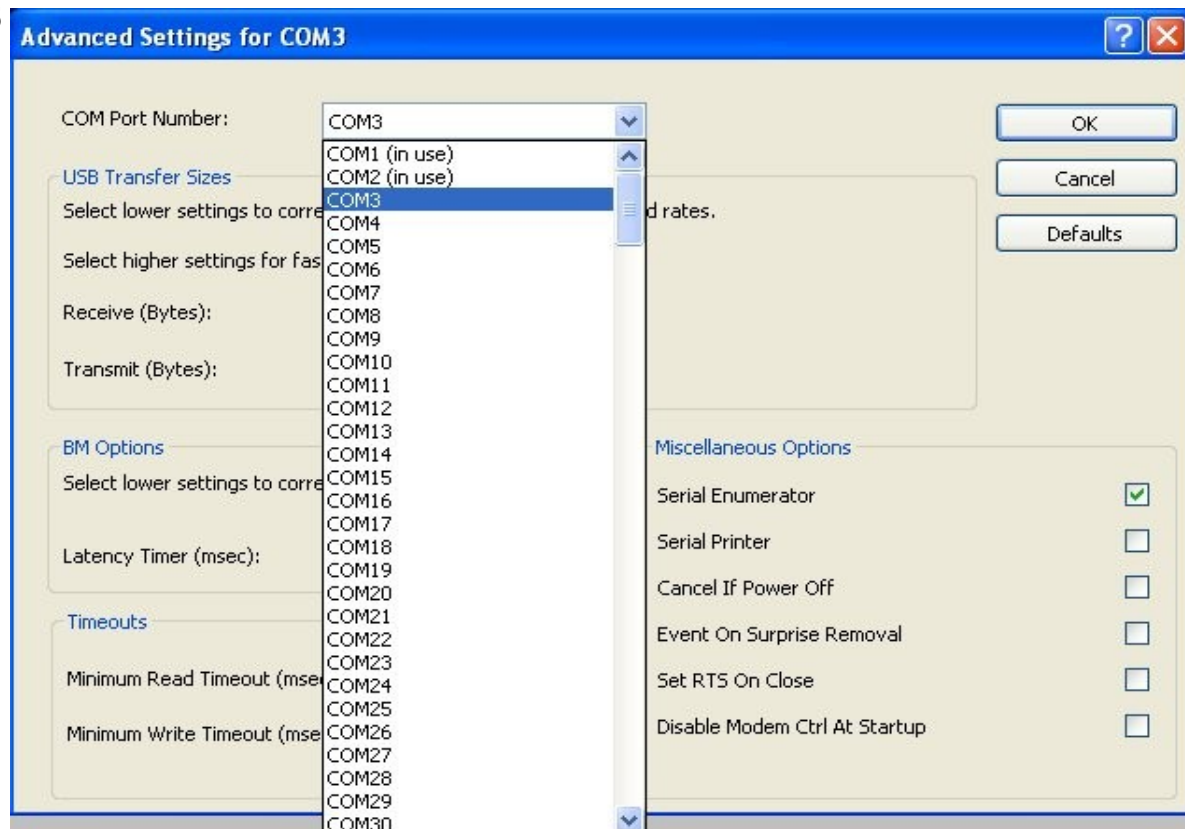 Advanced Settings for COM3
COM Port Number:
COM3
OK
Cancel
Defaults
COM1 (in use)
COM2 (in use)
COM3
COM4
COM5
COM6
COM7
COM8
COM9
COM10
COM11
COM12
COM13
COM14
COM15
COM16
COM17
COM18
COM19
COM20
COM21
COM22
COM23
COM24
COM25
COM26
COM27
COM28
COM29
COM30
USB Transfer Sizes
Select lower settings to corre d rates.
Select higher settings for fas
Receive (Bytes):
Transmit (Bytes):
BM Options
Select lower settings to corre
Latency Timer (msec):
Timeouts
Minimum Read Timeout (mse
Minimum Write Timeout (mse
Miscellaneous Options
Serial Enumerator
Serial Printer
Cancel If Power Off
Event On Surprise Removal
Set RTS On Close
Disable Modem Ctrl At Startup